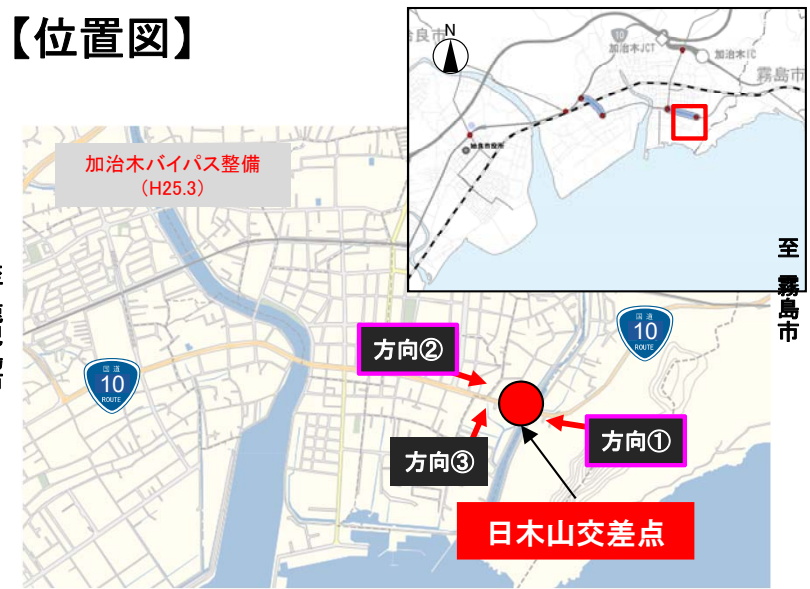 【位置図】
N
10
加治木JCT
加治木IC
霧島市
姶良市役所
加治木バイパス整備
（H25.3）
至 霧島市
国道
10
ROUTE
方向②
国道
10
ROUTE
方向①
方向③
日木山交差点